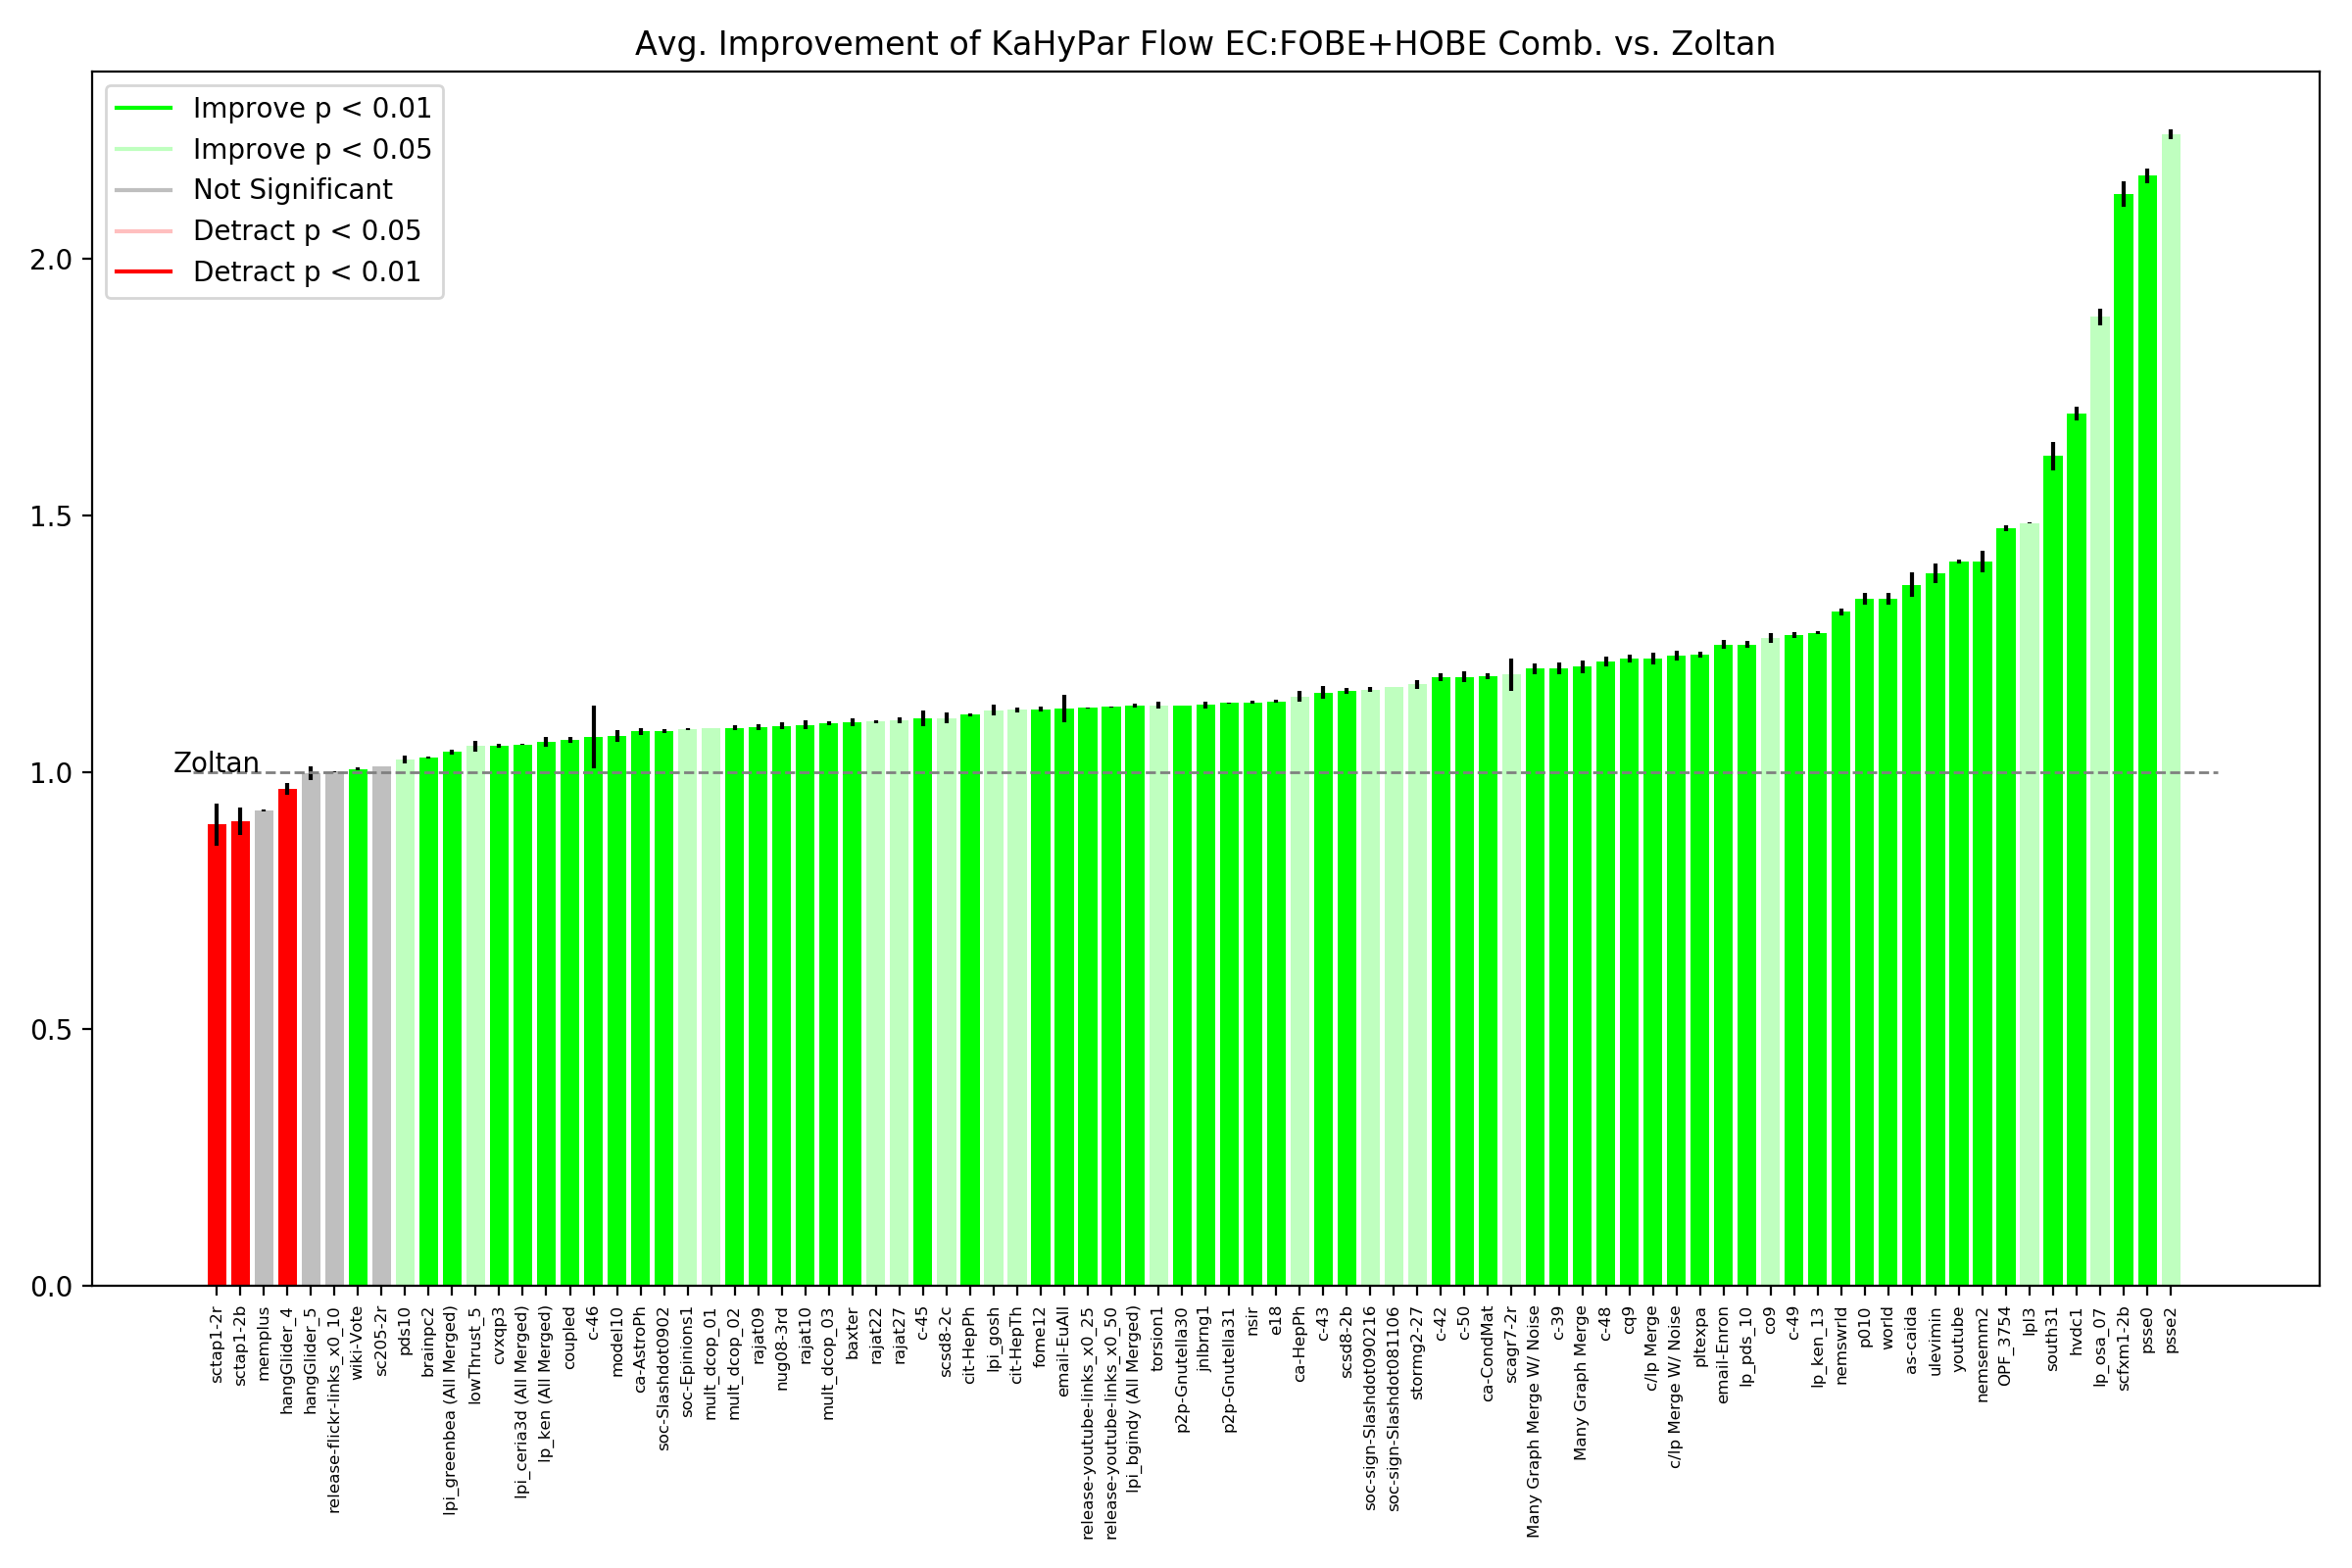 Avg. Improvement of KaHyPar Flow EC:FOBE+HOBE Comb. vs. Zoltan
Improve p < 0.01
Improve p < 0.05
Not Significant
Detract p < 0.05
Detract p < 0.01
2.0
1.5
1.0
0.5
0.0
Zoltan
sctap1-2r
sctap1-2b
memplus
hangGlider_4
hangGlider_5
release-flickr-links_x0_10
wiki-Vote
sc205-2r
pds10
brainpc2
lpi_greenbea (All Merged)
lowThrust_5
cvxqp3
lpi_ceria3d (All Merged)
lp_ken (All Merged)
coupled
c-46
model10
ca-AstroPh
soc-Slashdot0902
soc-Epinions1
mult_dcop_01
mult_dcop_02
rajat09
nug08-3rd
rajat10
mult_dcop_03
baxter
rajat22
rajat27
c-45
scsd8-2c
cit-HepPh
lpi_gosh
cit-HepTh
fome12
email-EuAll
release-youtube-links_x0_25
release-youtube-links_x0_50
lpi_bgindy (All Merged)
torsion1
p2p-Gnutella30
jnlbrng1
p2p-Gnutella31
nsir
e18
ca-HepPh
c-43
scsd8-2b
soc-sign-Slashdot090216
soc-sign-Slashdot081106
stormg2-27
c-42
c-50
ca-CondMat
scagr7-2r
Many Graph Merge W/ Noise
c-39
Many Graph Merge
c-48
cq9
c/lp Merge
c/lp Merge W/ Noise
pltexpa
email-Enron
lp_pds_10
co9
c-49
lp_ken_13
nemswrld
p010
world
as-caida
ulevimin
youtube
nemsemm2
OPF_3754
lpl3
south31
hvdc1
lp_osa_07
scfxm1-2b
psse0
psse2